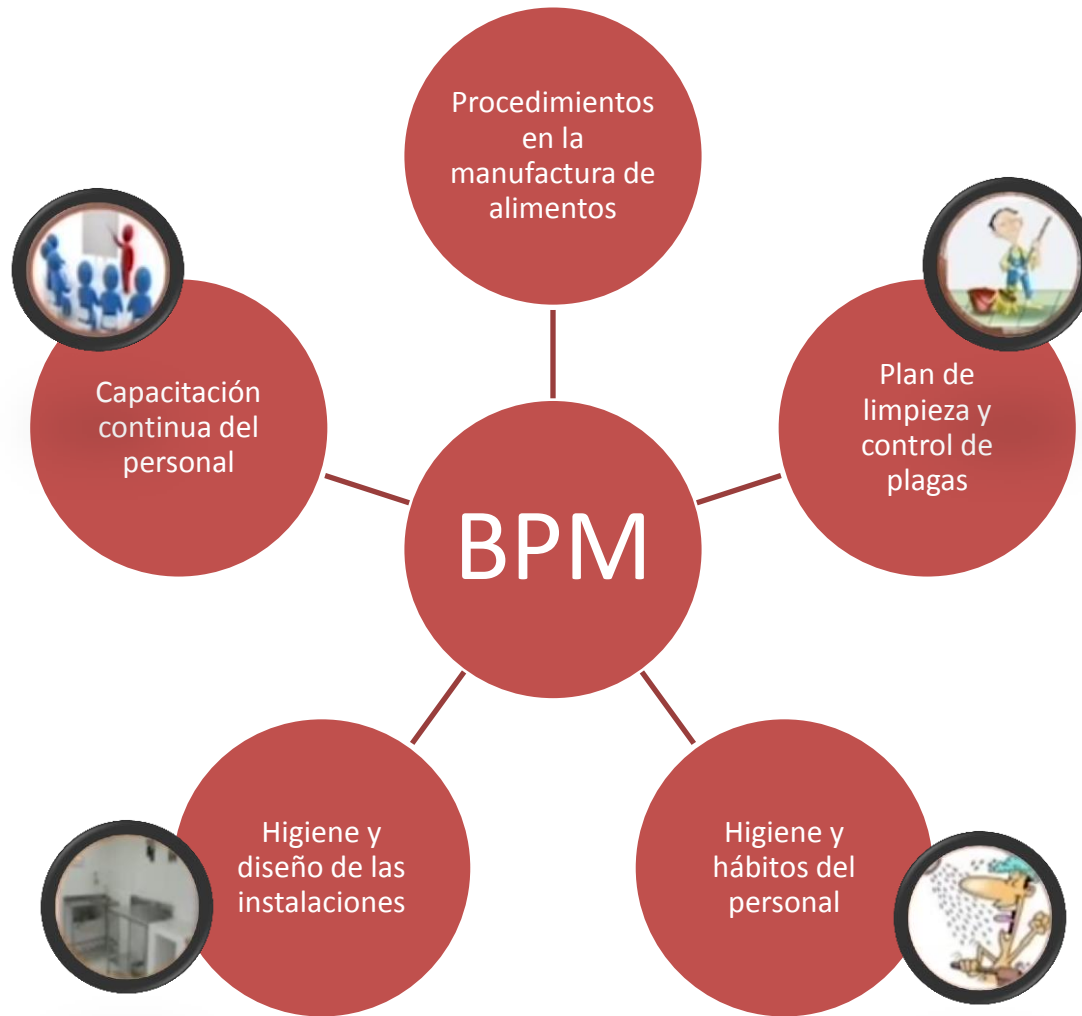 Procedimientos
en la
manufactura de
alimentos
Capacitación
continua del
personal
Plan de
limpieza y
control de
plagas
BPM
Higiene y
diseño de las
instalaciones
Higiene y
hábitos del
personal